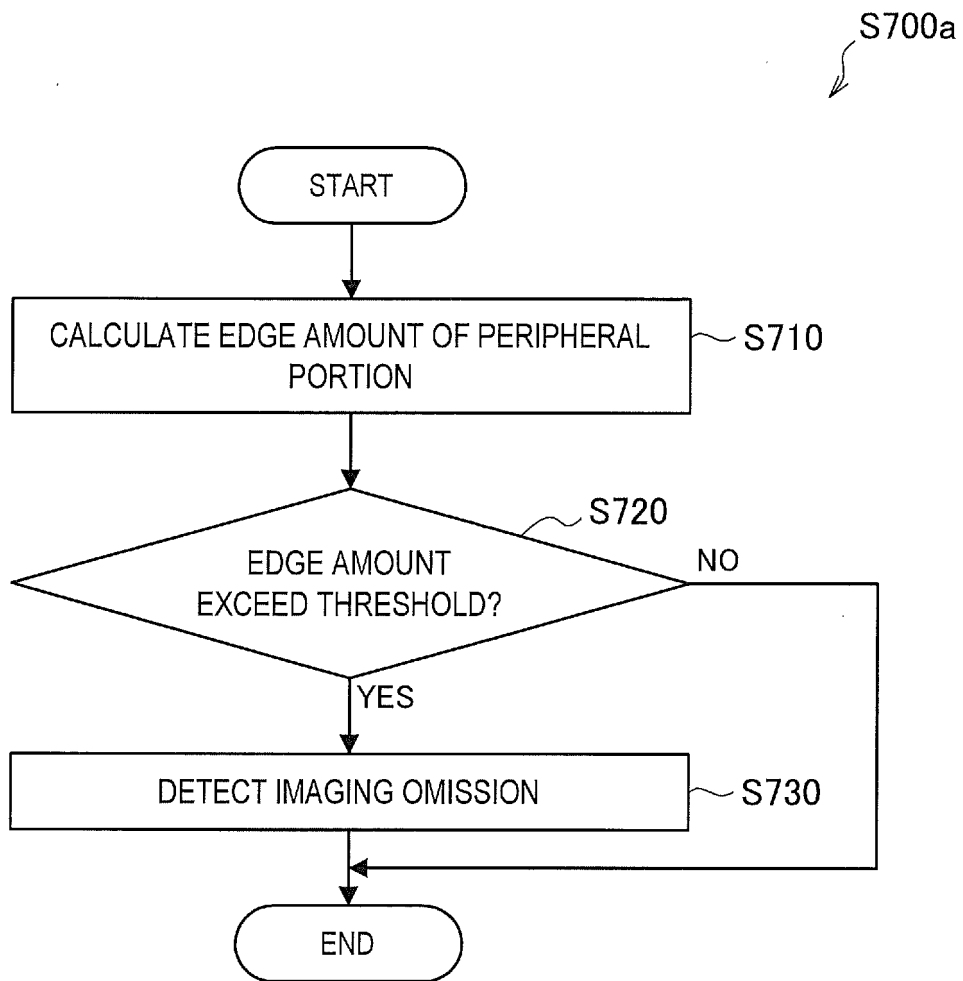 S700a
START
CALCULATE EDGE AMOUNT OF PERIPHERAL
PORTION
S710
S720
EDGE AMOUNT
EXCEED THRESHOLD?
NO
YES
DETECT IMAGING OMISSION
S730
END